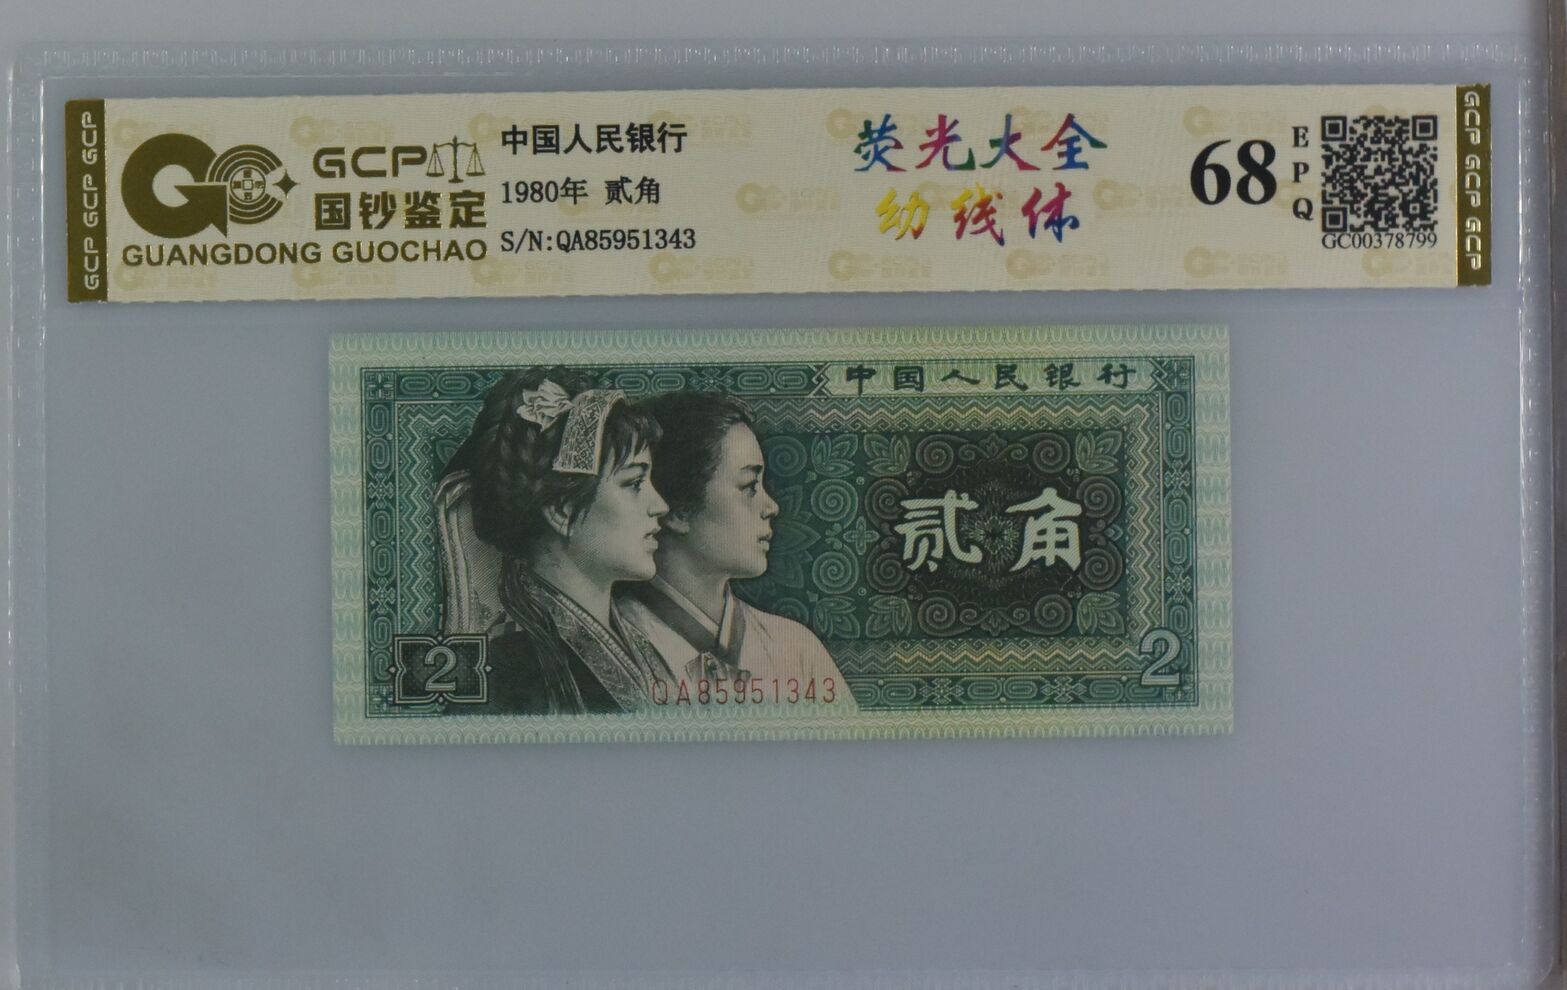 GCP GCP GCP
GCP
国钞鉴定
GUANGDONG GUOCHAO
中国人民银行
1980年 贰角
S/N:QA85951343
荧光大全
幼线体
68
EPQ
GC00378799
GCP GCP GCP
中国人民银行
贰角
2
2
QA85951343